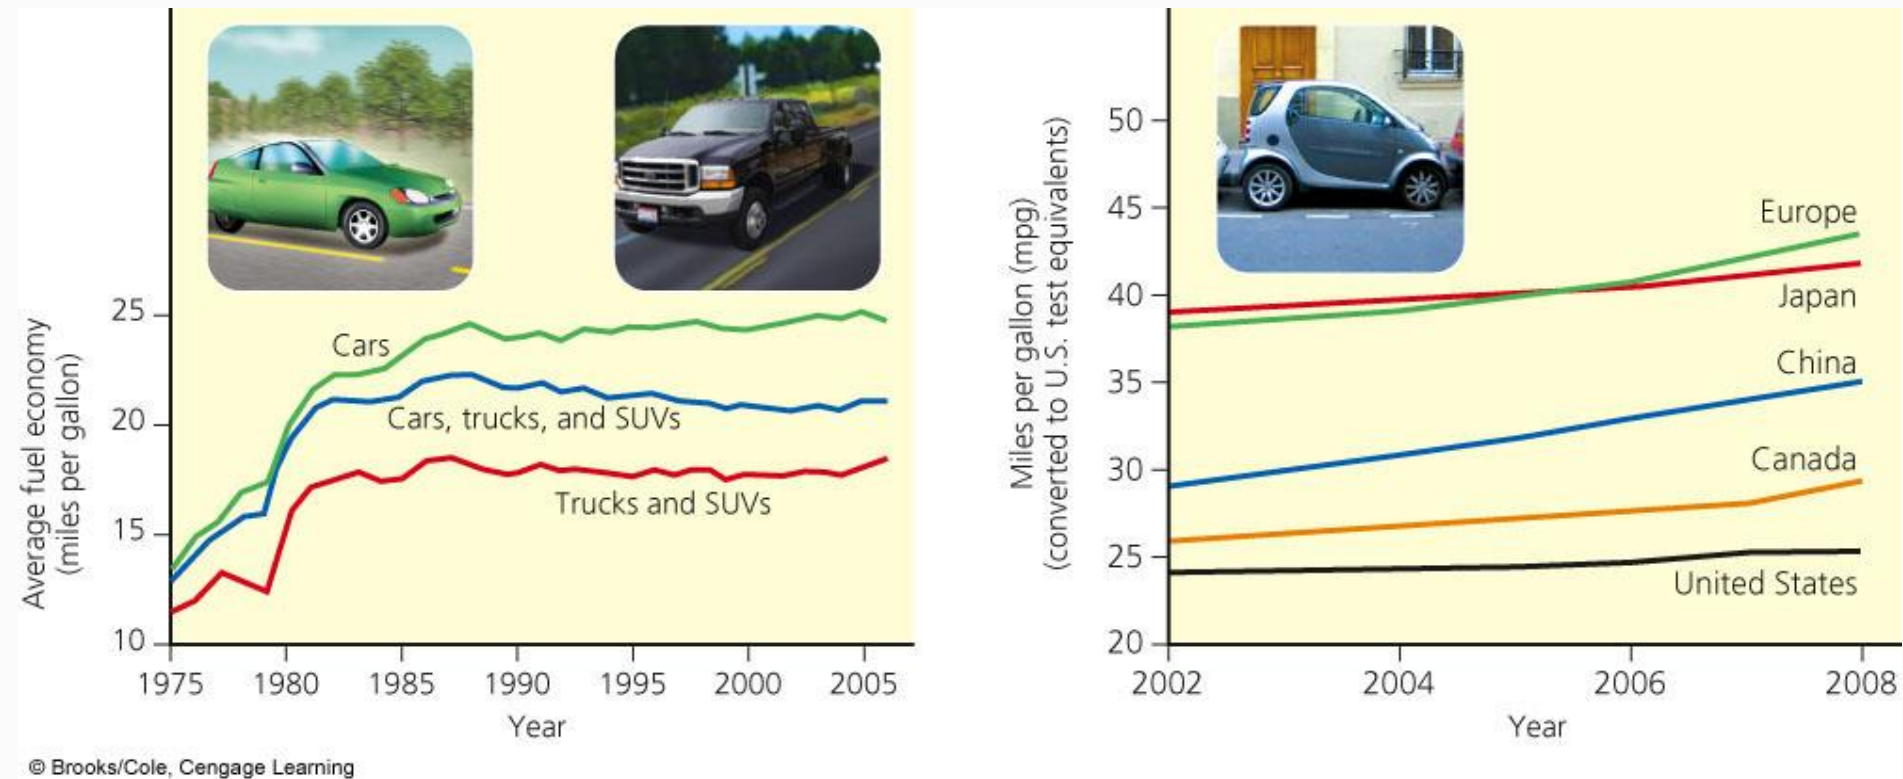 Average fuel economy
(miles per gallon)
25
20
15
10
Cars
Cars, trucks, and SUVs
Trucks and SUVs
1975 1980 1985 1990 1995 2000 2005
Year
Miles per gallon (mpg)
(converted to U.S. test equivalents)
50
45
40
35
30
25
20
Europe
Japan
China
Canada
United States
2002 2004 2006 2008
Year
© Brooks/Cole, Cengage Learning